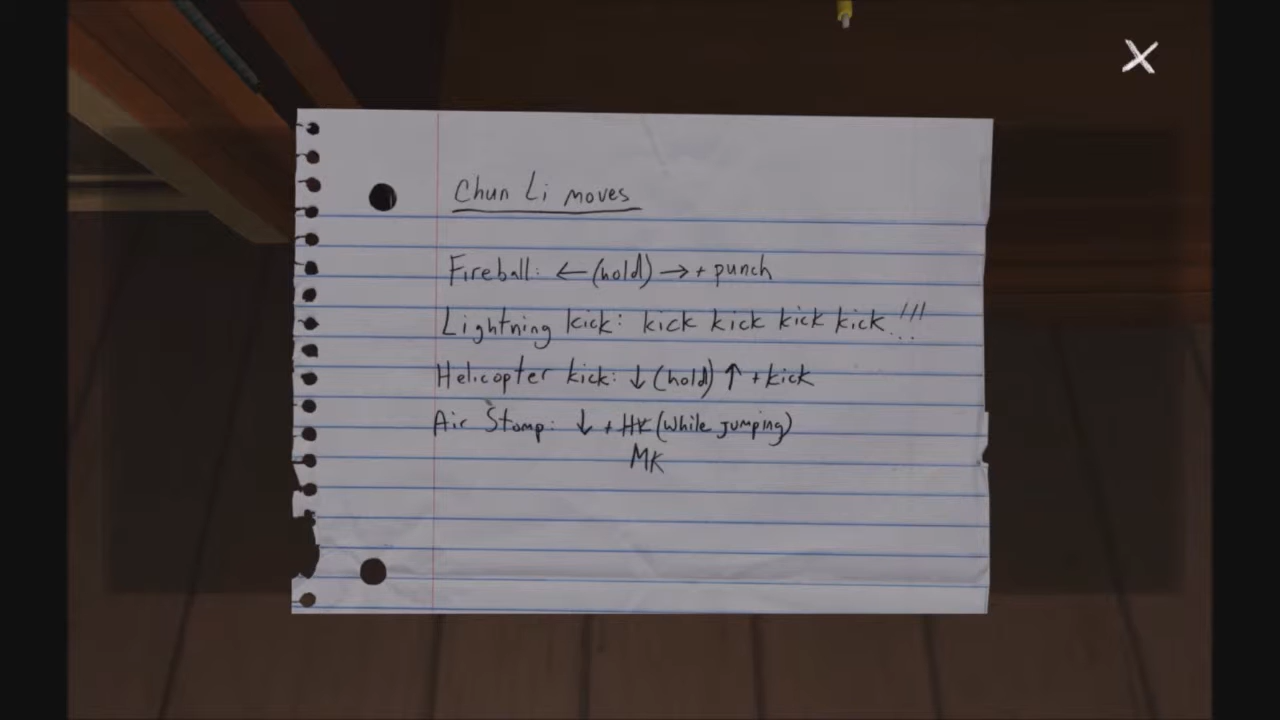 Chun Li moves
Fireball: ← (hold) → + punch
Lightning kick: kick kick kick kick!!!
Helicopter kick: ↓ (hold) ↑ + kick
Air Stomp: ↓ + HK (while jumping)
MK